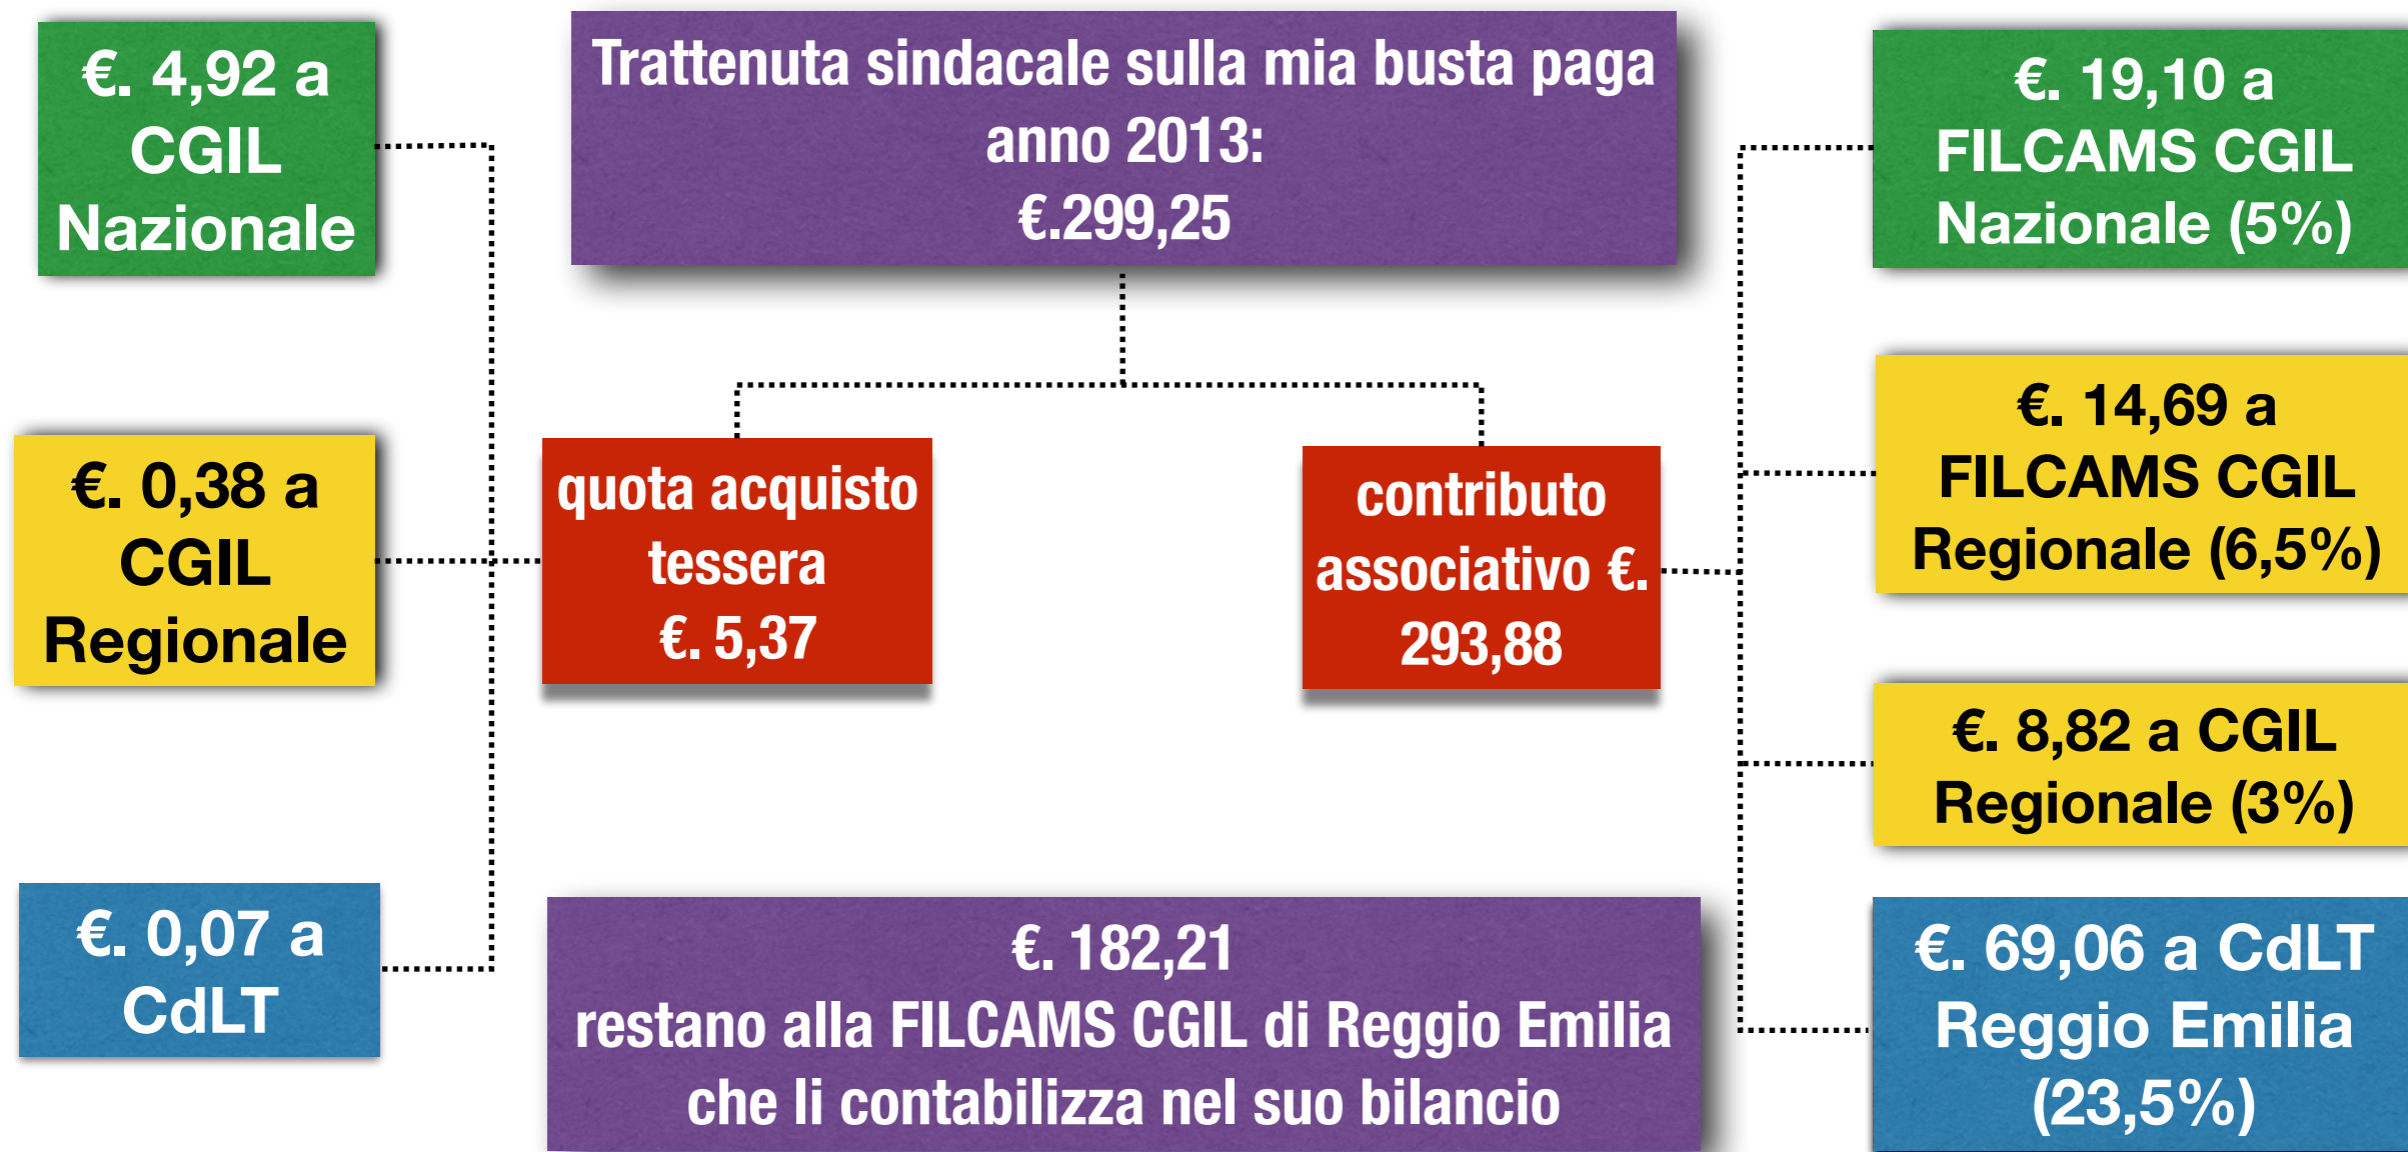 €. 4,92 a
CGIL
Nazionale
Trattenuta sindacale sulla mia busta paga
anno 2013:
€.299,25
€. 19,10 a
FILCAMS CGIL
Nazionale (5%)
€. 0,38 a
CGIL
Regionale
quota acquisto
tessera
€. 5,37
contributo
associativo €.
293,88
€. 14,69 a
FILCAMS CGIL
Regionale (6,5%)
€. 8,82 a CGIL
Regionale (3%)
€. 0,07 a
CdLT
€. 182,21
restano alla FILCAMS CGIL di Reggio Emilia
che li contabilizza nel suo bilancio
€. 69,06 a CdLT
Reggio Emilia
(23,5%)